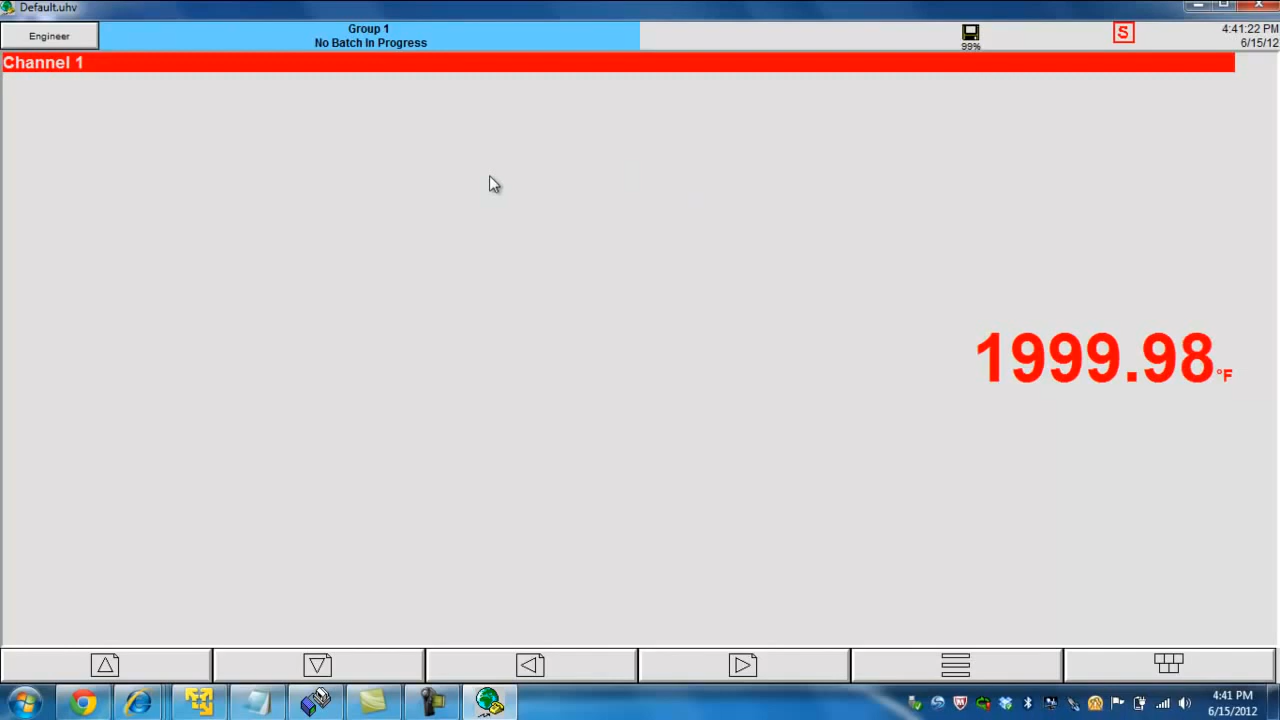 Default.uhv
Engineer
Group 1
No Batch In Progress
99%
S
4:41:22 PM
6/15/12
Channel 1
1999.98°F
4:41 PM
6/15/2012